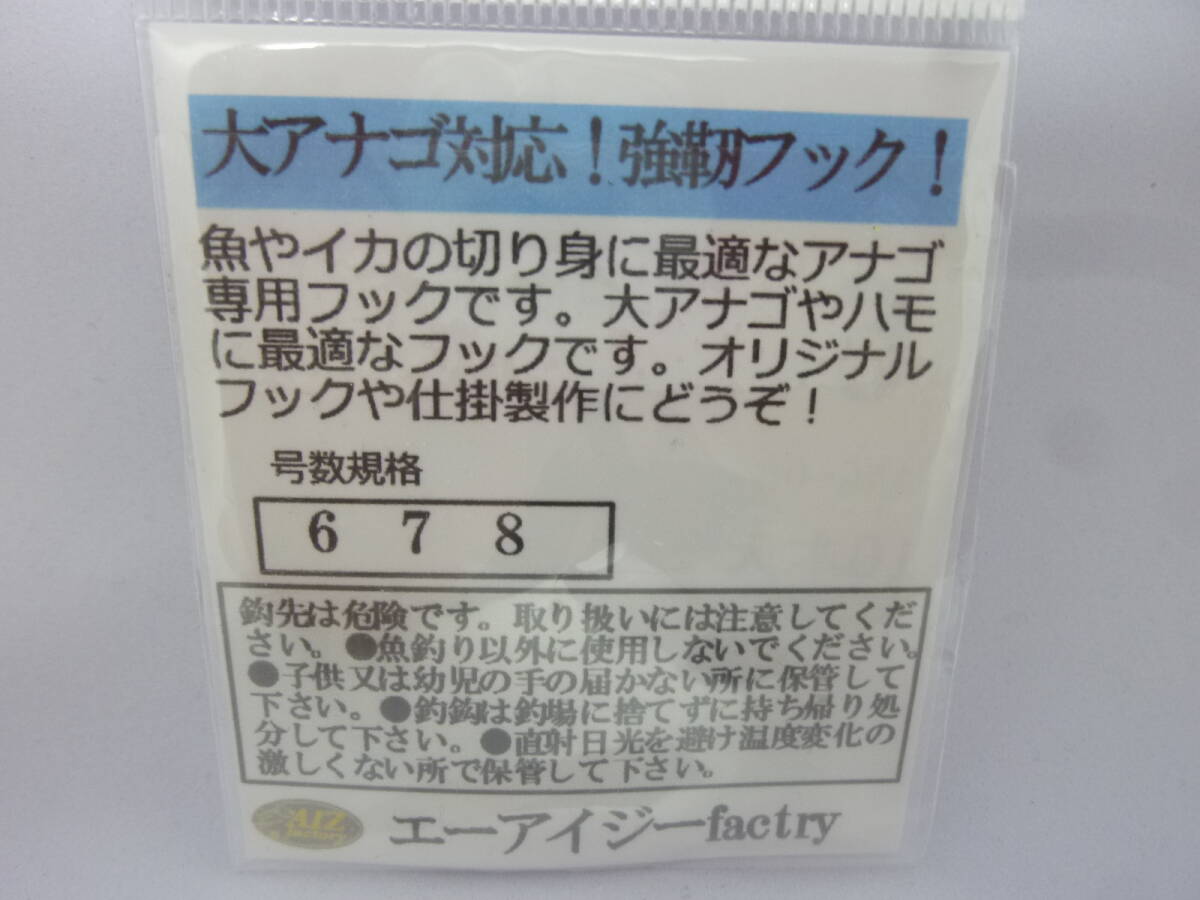 大アナゴ対応！強靭フック！
魚やイカの切り身に最適なアナゴ
専用フックです。大アナゴやハモ
に最適なフックです。オリジナル
フックや仕掛製作にどうぞ！
号数規格
6 7 8
鈎先は危険です。取り扱いには注意してくだ
さい。●魚釣り以外に使用しないでください。
●子供又は幼児の手の届かない所に保管して
下さい。●釣鈎は釣場に捨てずに持ち帰り処
分して下さい。●直射日光を避け温度変化の
激しくない所で保管して下さい。
AIZ
factory
エーアイジーfactry